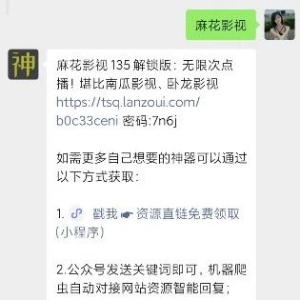 麻花影视
神
麻花影视 135 解锁版：无限次点
播！堪比南瓜影视、卧龙影视
https://tsq.lanzoui.com/
b0c33ceni 密码:7n6j
如需更多自己想要的神器可以通过
以下方式获取：
1. 戳我👉资源直链免费领取
(小程序)
2.公众号发送关键词即可，机器爬
虫自动对接网站资源智能回复；